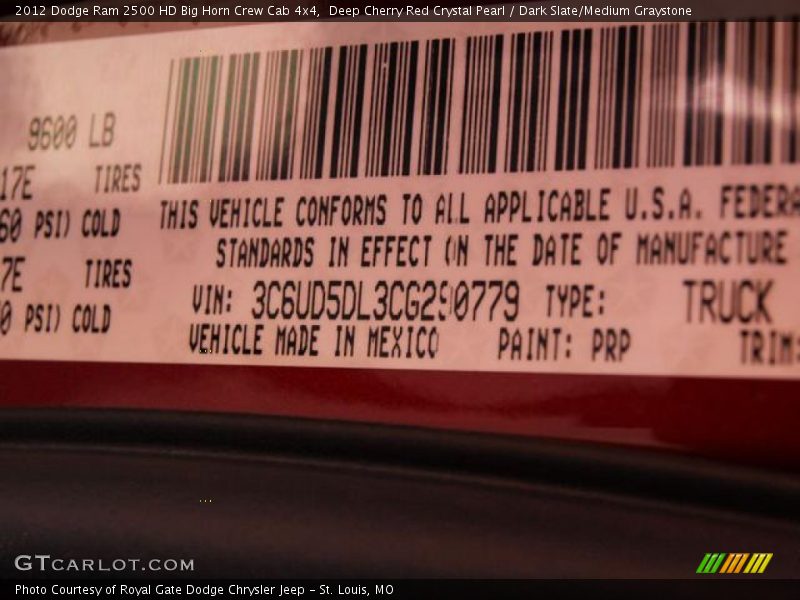 2012 Dodge Ram 2500 HD Big Horn Crew Cab 4x4,  Deep Cherry Red Crystal Pearl / Dark Slate/Medium Graystone
9600 LB
17E TIRES
60 PSI) COLD
7E TIRES
0 PSI) COLD
THIS VEHICLE CONFORMS TO ALL APPLICABLE U.S.A. FEDERA
STANDARDS IN EFFECT ON THE DATE OF MANUFACTURE
VIN: 3C6UD5DL3CG290779 TYPE: TRUCK
VEHICLE MADE IN MEXICO PAINT: PRP TRIM:
GTCARLOT.COM
Photo Courtesy of Royal Gate Dodge Chrysler Jeep - St. Louis, MO